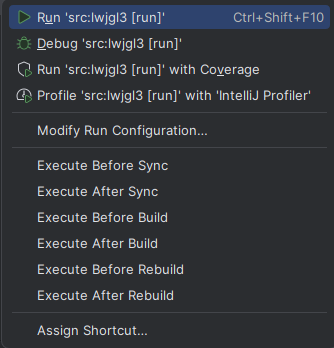 Run 'src:lwjgl3 [run]' Ctrl+Shift+F10
Debug 'src:lwjgl3 [run]'
Run 'src:lwjgl3 [run]' with Coverage
Profile 'src:lwjgl3 [run]' with 'IntelliJ Profiler'
Modify Run Configuration...
Execute Before Sync
Execute After Sync
Execute Before Build
Execute After Build
Execute Before Rebuild
Execute After Rebuild
Assign Shortcut...